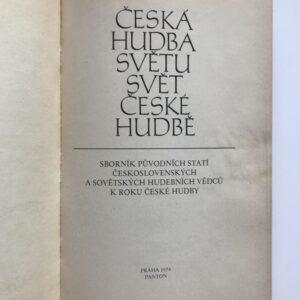 ČESKÁ
HUDBA
SVĚTU
SVĚT
ČESKÉ
HUDBĚ
SBORNÍK PŮVODNÍCH STATÍ
ČESKOSLOVENSKÝCH
A SOVĚTSKÝCH HUDEBNÍCH VĚDCŮ
K ROKU ČESKÉ HUDBY
PRAHA 1974
PANTON